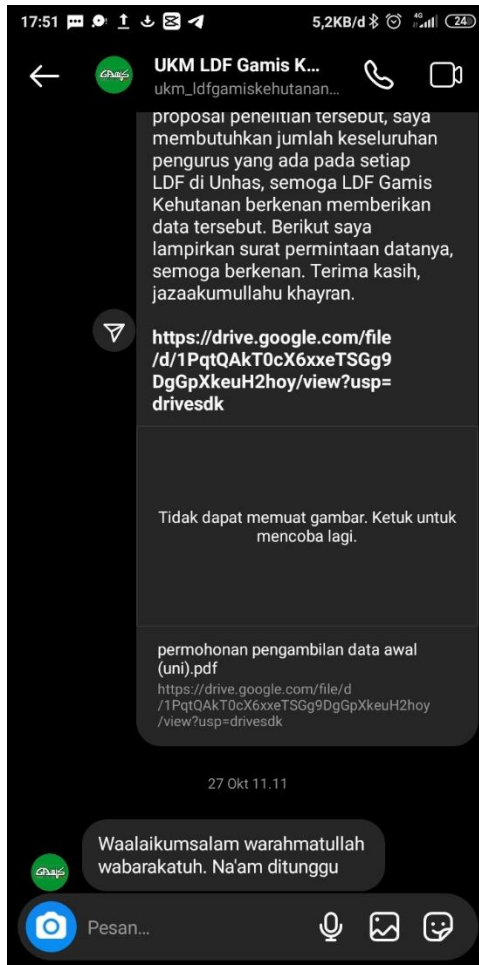 17:51 5,2KB/d 4G 24
UKM LDF Gamis K...
ukm_ldfgamiskehutanan...
proposal penelitian tersebut, saya
membutuhkan jumlah keseluruhan
pengurus yang ada pada setiap
LDF di Unhas, semoga LDF Gamis
Kehutanan berkenan memberikan
data tersebut. Berikut saya
lampirkan surat permintaan datanya,
semoga berkenan. Terima kasih,
jazaakumullahu khayran.
https://drive.google.com/file
/d/1PqtQAkT0cX6xxeTSGg9
DgGpXkeuH2hoy/view?usp=
drivesdk
Tidak dapat memuat gambar. Ketuk untuk
mencoba lagi.
permohonan pengambilan data awal
(uni).pdf
https://drive.google.com/file/d
/1PqtQAkT0cX6xxeTSGg9DgGpXkeuH2hoy
/view?usp=drivesdk
27 Okt 11.11
Waalaikumsalam warahmatullah
wabarakatuh. Na'am ditunggu
Pesan...